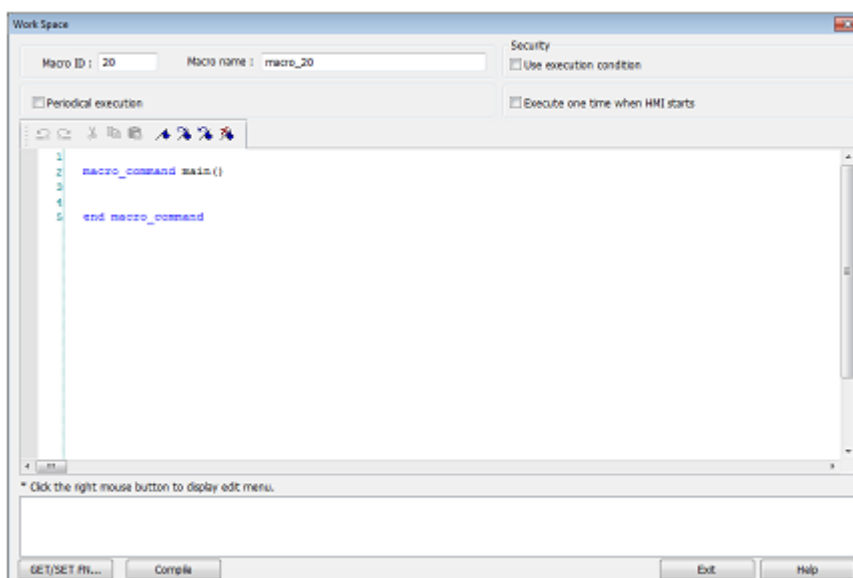 Work Space
Security
Macro ID : 20 Macro name : macro_20
Use execution condition
Periodical execution
Execute one time when HMI starts
1
2 macro_command main()
3
4
5 end macro_command
* Click the right mouse button to display edit menu.
GET/SET FN... Compile Exit Help